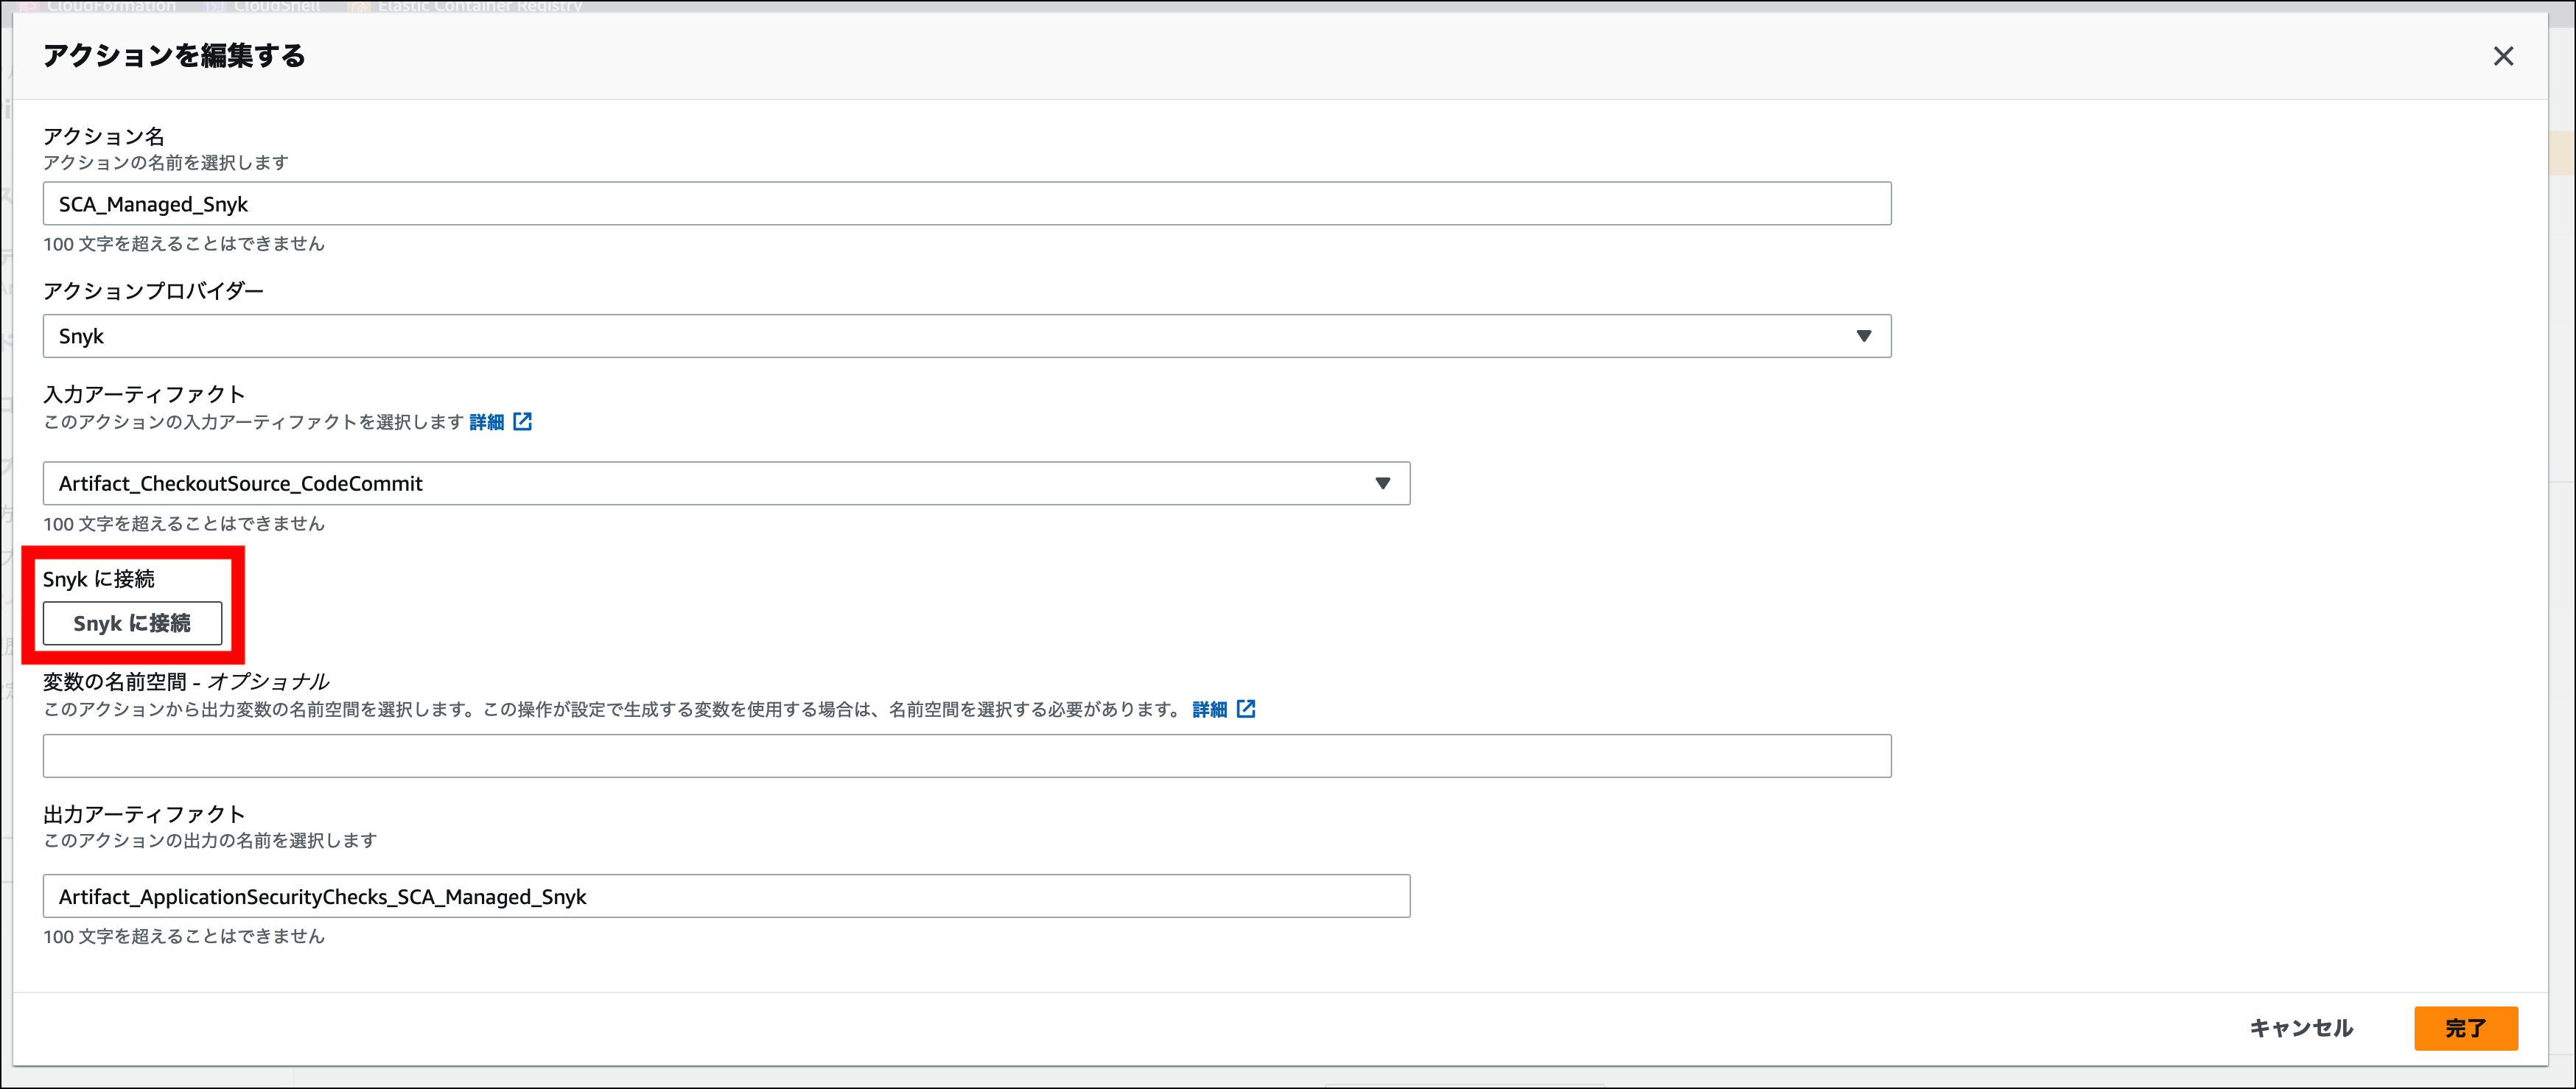 CloudFormation CloudShell Elastic Container Registry
アクションを編集する
アクション名
アクションの名前を選択します
SCA_Managed_Snyk
100 文字を超えることはできません
アクションプロバイダー
Snyk
入力アーティファクト
このアクションの入力アーティファクトを選択します 詳細
Artifact_CheckoutSource_CodeCommit
100 文字を超えることはできません
Snyk に接続
Snyk に接続
変数の名前空間 - オプショナル
このアクションから出力変数の名前空間を選択します。この操作が設定で生成する変数を使用する場合は、名前空間を選択する必要があります。 詳細
出力アーティファクト
このアクションの出力の名前を選択します
Artifact_ApplicationSecurityChecks_SCA_Managed_Snyk
100 文字を超えることはできません
キャンセル
完了